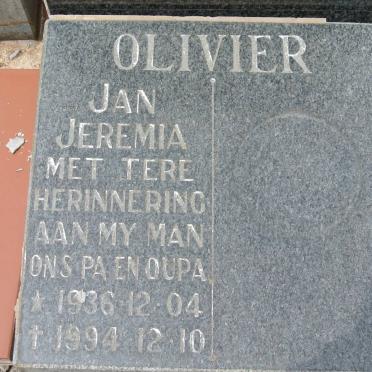 OLIVIER
JAN
JEREMIA
MET TERE
HERINNERING
AAN MY MAN
ONS PA EN OUPA
* 1936·12·04
† 1994·12·10